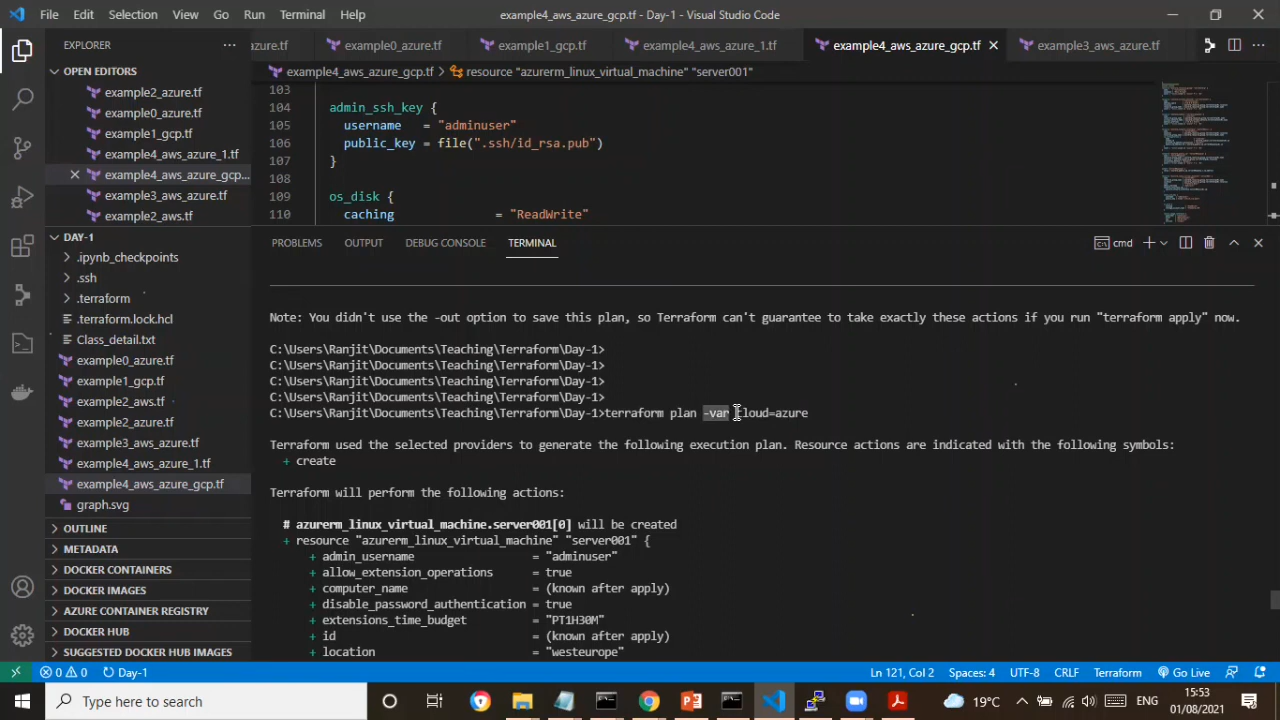 File Edit Selection View Go Run Terminal Help
example4_aws_azure_gcp.tf - Day-1 - Visual Studio Code
EXPLORER
azure.tf
example0_azure.tf
example1_gcp.tf
example4_aws_azure_1.tf
example4_aws_azure_gcp.tf
example3_azure.tf
OPEN EDITORS
example2_azure.tf
example0_azure.tf
example1_gcp.tf
example4_aws_azure_1.tf
example4_aws_azure_gcp...
example3_azure.tf
example2_aws.tf
DAY-1
.ipynb_checkpoints
.ssh
.terraform
.terraform.lock.hcl
Class_detail.txt
example0_azure.tf
example1_gcp.tf
example2_aws.tf
example2_azure.tf
example3_azure.tf
example4_aws_azure_1.tf
example4_aws_azure_gcp.tf
graph.svg
OUTLINE
METADATA
DOCKER CONTAINERS
DOCKER IMAGES
AZURE CONTAINER REGISTRY
DOCKER HUB
SUGGESTED DOCKER HUB IMAGES
example4_aws_azure_gcp.tf > resource "azurerm_linux_virtual_machine" "server001"
103
104 admin_ssh_key {
105 username = "adminuser"
106 public_key = file(".ssh/id_rsa.pub")
107 }
108
109 os_disk {
110 caching = "ReadWrite"
PROBLEMS OUTPUT DEBUG CONSOLE TERMINAL
cmd
Note: You didn't use the -out option to save this plan, so Terraform can't guarantee to take exactly these actions if you run "terraform apply" now.
C:\Users\Ranjit\Documents\Teaching\Terraform\Day-1>
C:\Users\Ranjit\Documents\Teaching\Terraform\Day-1>
C:\Users\Ranjit\Documents\Teaching\Terraform\Day-1>
C:\Users\Ranjit\Documents\Teaching\Terraform\Day-1>
C:\Users\Ranjit\Documents\Teaching\Terraform\Day-1>terraform plan -var cloud=azure
Terraform used the selected providers to generate the following execution plan. Resource actions are indicated with the following symbols:
+ create
Terraform will perform the following actions:
# azurerm_linux_virtual_machine.server001[0] will be created
+ resource "azurerm_linux_virtual_machine" "server001" {
+ admin_username = "adminuser"
+ allow_extension_operations = true
+ computer_name = (known after apply)
+ disable_password_authentication = true
+ extensions_time_budget = "PT1H30M"
+ id = (known after apply)
+ location = "westeurope"
0 0 Day-1
Ln 121, Col 2 Spaces: 4 UTF-8 CRLF Terraform Go Live
Type here to search
19°C
ENG
15:53
01/08/2021